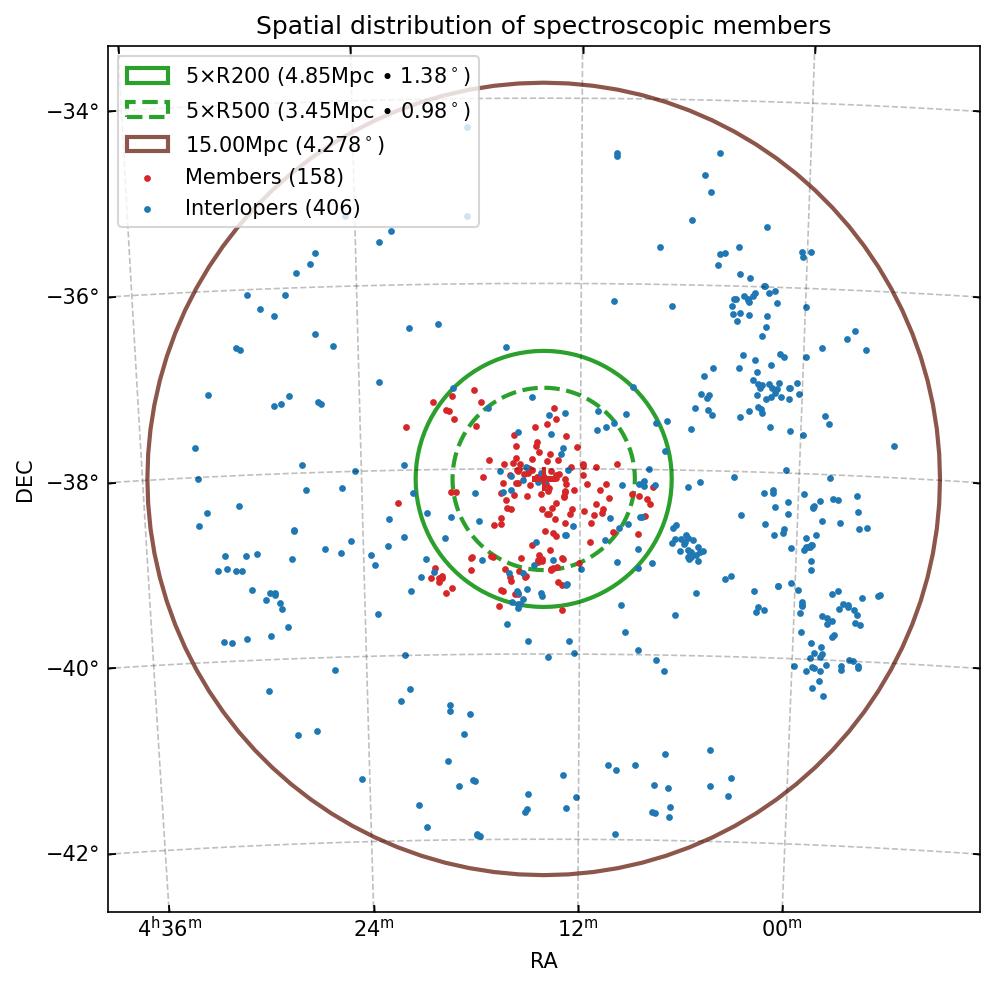 Spatial distribution of spectroscopic members
5×R200 (4.85Mpc • 1.38°)
5×R500 (3.45Mpc • 0.98°)
15.00Mpc (4.278°)
Members (158)
Interlopers (406)
−34°
−36°
−38°
−40°
−42°
DEC
4ʰ36ᵐ 24ᵐ 12ᵐ 00ᵐ
RA